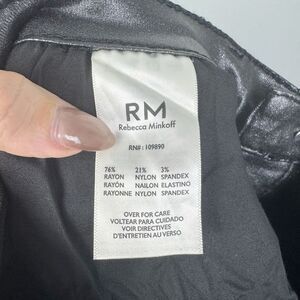 RM
Rebecca Minkoff
RN#: 109890
76% 21% 3%
RAYON NYLON SPANDEX
RAYÓN NAILON ELASTINO
RAYONNE NYLON SPANDEX
OVER FOR CARE
VOLTEAR PARA CUIDADO
VOIR DIRECTIVES
D'ENTRETIEN AU VERSO